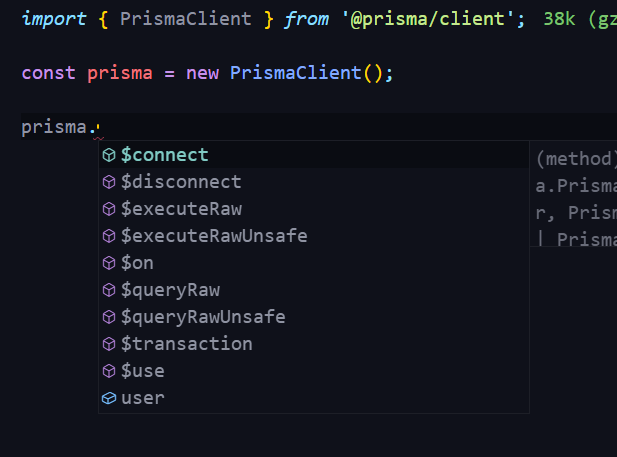 import { PrismaClient } from '@prisma/client'; 38k (gz
const prisma = new PrismaClient();
prisma.
$connect
(method)
$disconnect
a.Prisma
$executeRaw
r, Prism
$executeRawUnsafe
| Prisma
$on
$queryRaw
$queryRawUnsafe
$transaction
$use
user